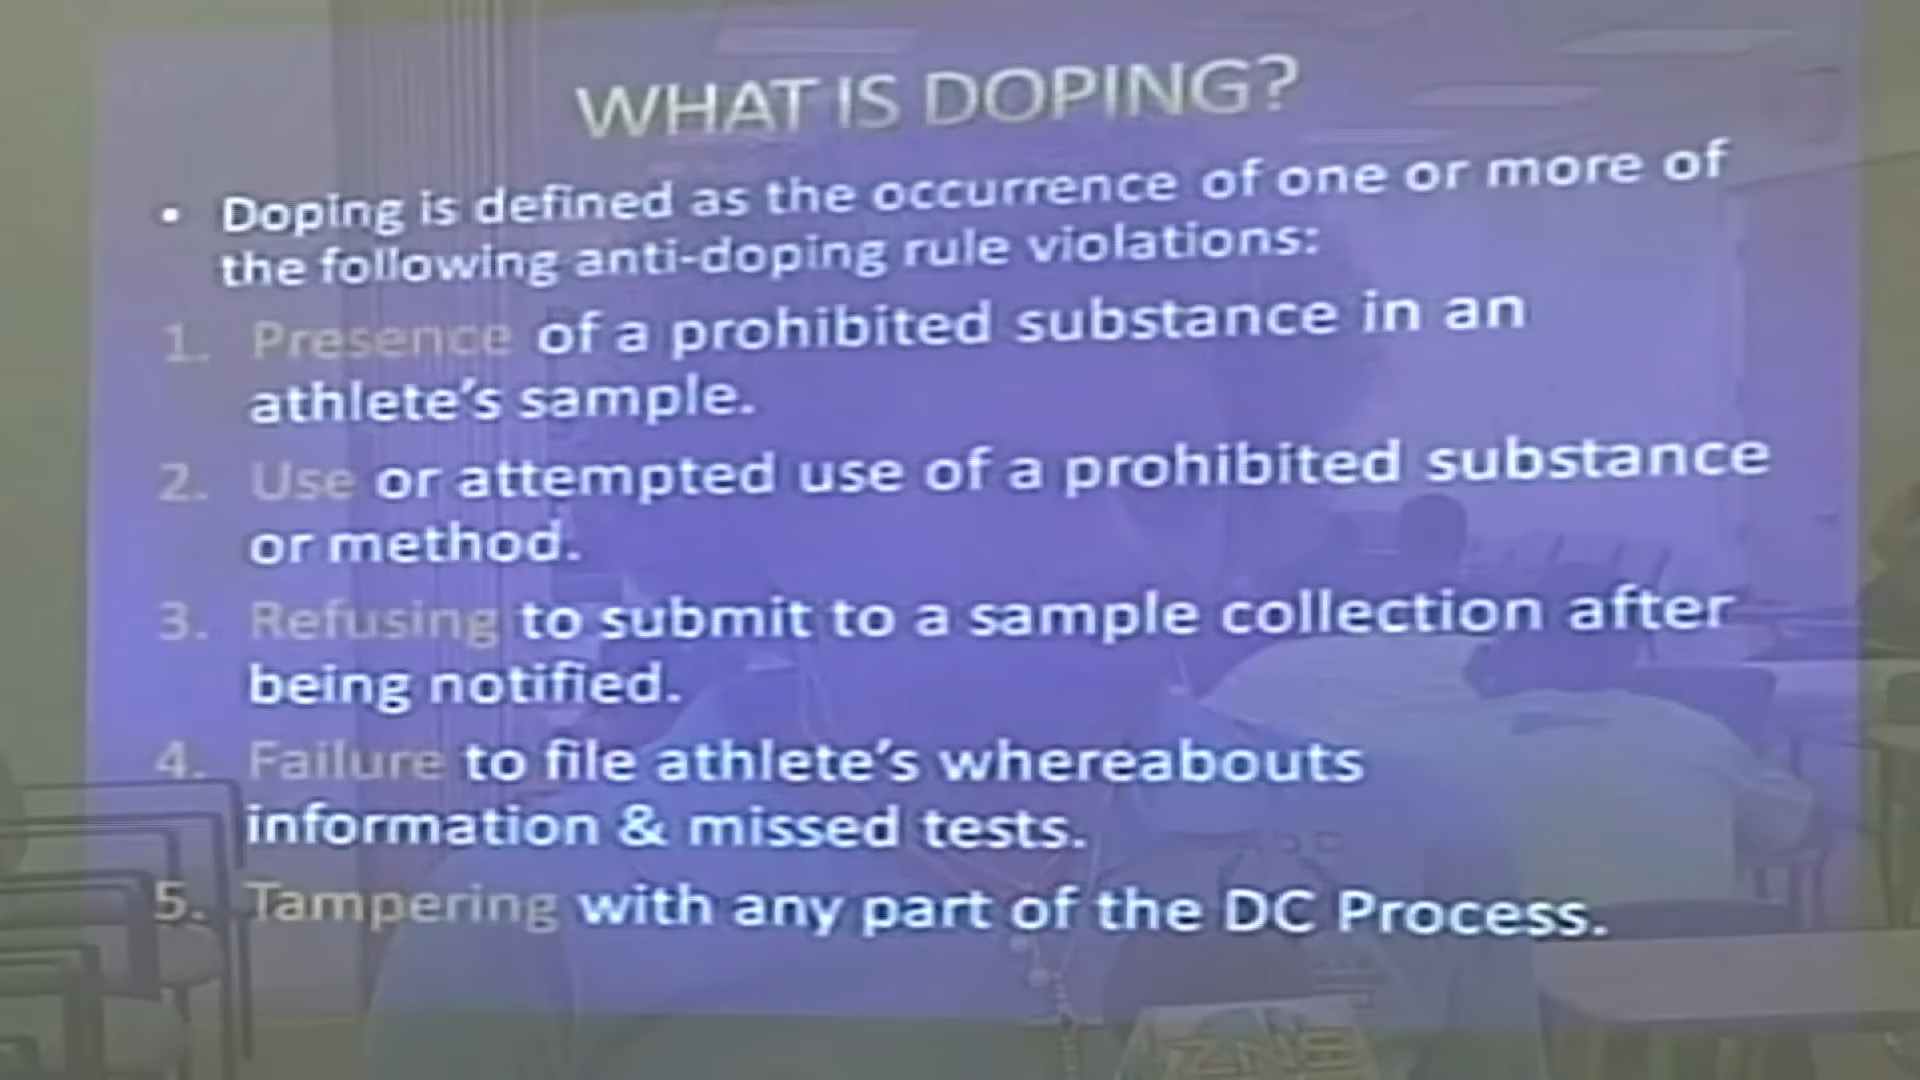 WHAT IS DOPING?
• Doping is defined as the occurrence of one or more of
the following anti-doping rule violations:
1. Presence of a prohibited substance in an
athlete's sample.
2. Use or attempted use of a prohibited substance
or method.
3. Refusing to submit to a sample collection after
being notified.
4. Failure to file athlete's whereabouts
information & missed tests.
5. Tampering with any part of the DC Process.
ZNS